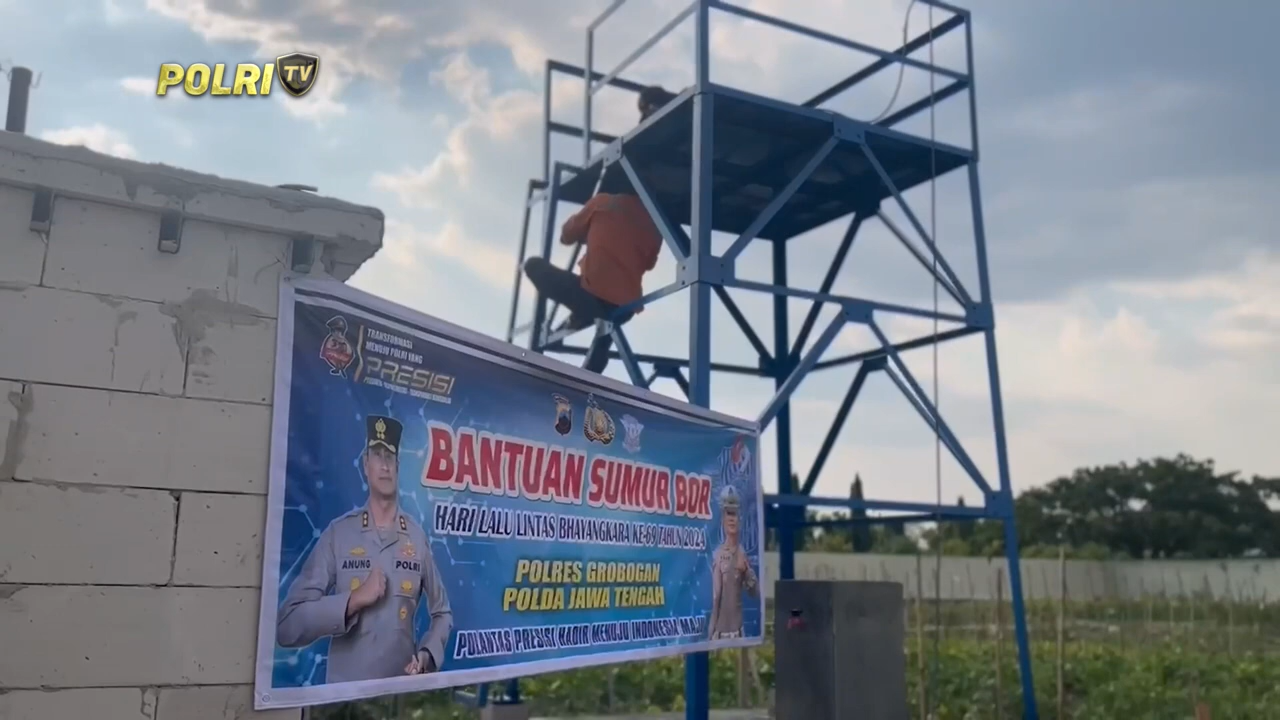 POLRI TV
TRANSFORMASI
MENUJU POLRI YANG
PRESISI
BANTUAN SUMUR BOR
HARI LALU LINTAS BHAYANGKARA KE-69 TAHUN 2024
POLRES GROBOGAN
POLDA JAWA TENGAH
ANUNG POLRI
POLANTAS PRESISI HADIR MENUJU INDONESIA MAJU